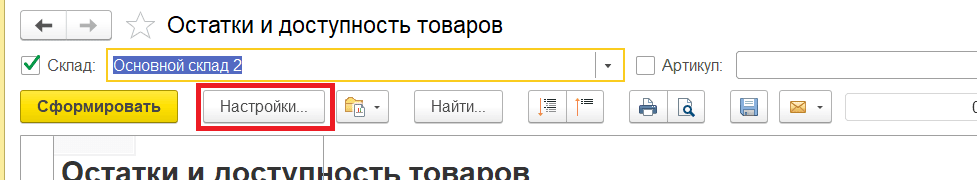 Остатки и доступность товаров
Склад: Основной склад 2 Артикул:
Сформировать Настройки... Найти...
Остатки и доступность товаров